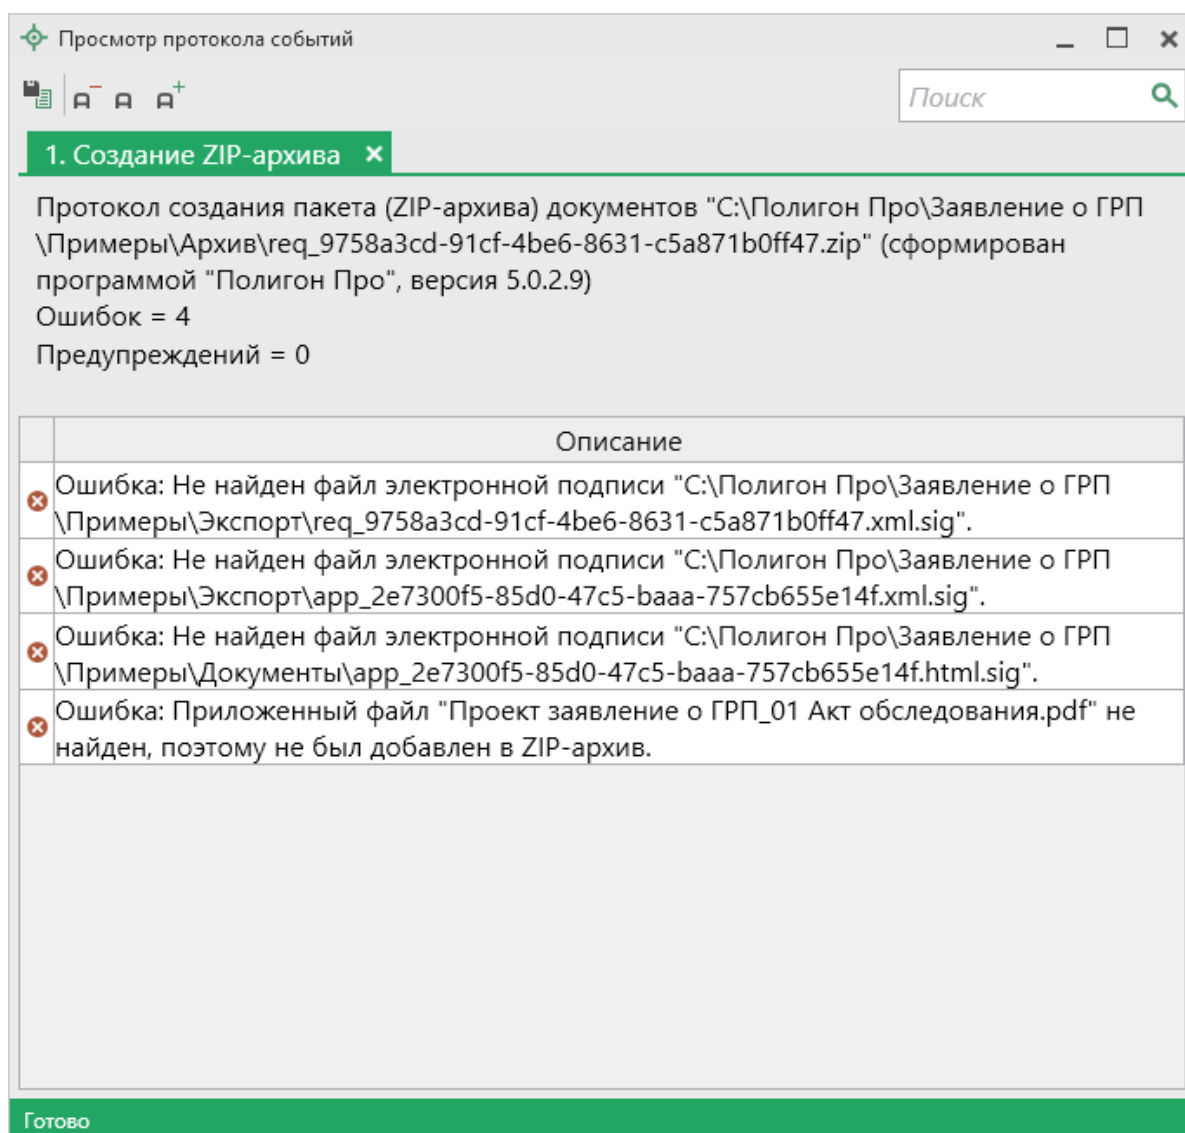 Просмотр протокола событий
Поиск
1. Создание ZIP-архива
Протокол создания пакета (ZIP-архива) документов "C:\Полигон Про\Заявление о ГРП
\Примеры\Архив\req_9758a3cd-91cf-4be6-8631-c5a871b0ff47.zip" (сформирован
программой "Полигон Про", версия 5.0.2.9)
Ошибок = 4
Предупреждений = 0
Описание
Ошибка: Не найден файл электронной подписи "C:\Полигон Про\Заявление о ГРП
\Примеры\Экспорт\req_9758a3cd-91cf-4be6-8631-c5a871b0ff47.xml.sig".
Ошибка: Не найден файл электронной подписи "C:\Полигон Про\Заявление о ГРП
\Примеры\Экспорт\app_2e7300f5-85d0-47c5-baaa-757cb655e14f.xml.sig".
Ошибка: Не найден файл электронной подписи "C:\Полигон Про\Заявление о ГРП
\Примеры\Документы\app_2e7300f5-85d0-47c5-baaa-757cb655e14f.html.sig".
Ошибка: Приложенный файл "Проект заявление о ГРП_01 Акт обследования.pdf" не
найден, поэтому не был добавлен в ZIP-архив.
Готово